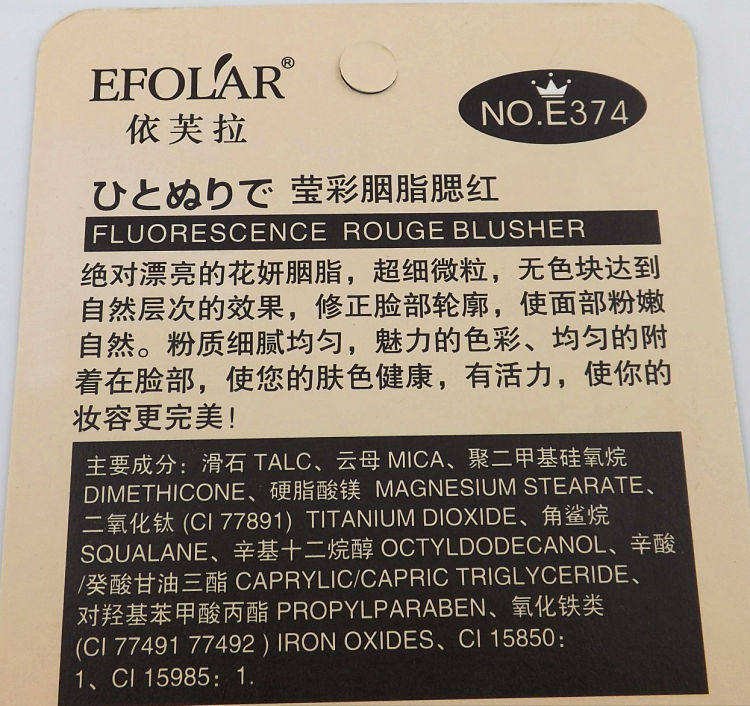 EFOLAR®
依芙拉
NO.E374
ひとぬりで 莹彩胭脂腮红
FLUORESCENCE ROUGE BLUSHER
绝对漂亮的花妍胭脂，超细微粒，无色块达到
自然层次的效果，修正脸部轮廓，使面部粉嫩
自然。粉质细腻均匀，魅力的色彩、均匀的附
着在脸部，使您的肤色健康，有活力，使你的
妆容更完美！
主要成分：滑石 TALC、云母 MICA、聚二甲基硅氧烷
DIMETHICONE、硬脂酸镁 MAGNESIUM STEARATE、
二氧化钛 (CI 77891) TITANIUM DIOXIDE、角鲨烷
SQUALANE、辛基十二烷醇 OCTYLDODECANOL、辛酸
/癸酸甘油三酯 CAPRYLIC/CAPRIC TRIGLYCERIDE、
对羟基苯甲酸丙酯 PROPYLPARABEN、氧化铁类
(CI 77491 77492 ) IRON OXIDES、CI 15850：
1、CI 15985：1.